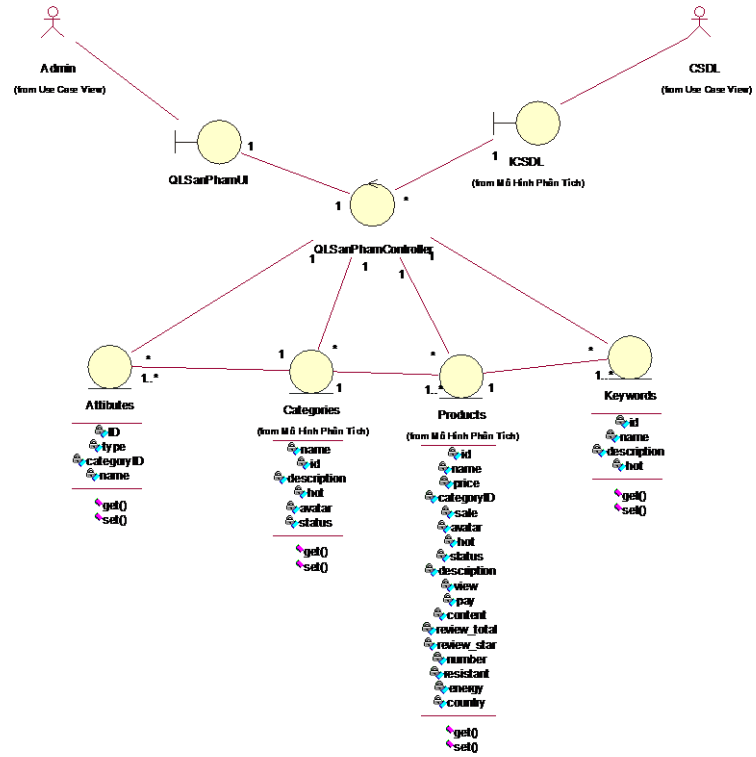 Admin
(from Use Case View)
CSDL
(from Use Case View)
QLSanPhamUI
1
1
ICSDL
(from Mô Hình Phân Tích)
1
*
QLSanPhamController
1
1
1
1
*
1..*
1
*
1
*
1..*
1
*
1..*
Attibutes
ID
type
categoryID
name
get()
set()
Categories
(from Mô Hình Phân Tích)
name
id
description
hot
avatar
status
get()
set()
Products
(from Mô Hình Phân Tích)
id
name
price
categoryID
sale
avatar
hot
status
description
view
pay
content
review_total
review_star
number
resistant
energy
country
get()
set()
Keywords
id
name
description
hot
get()
set()